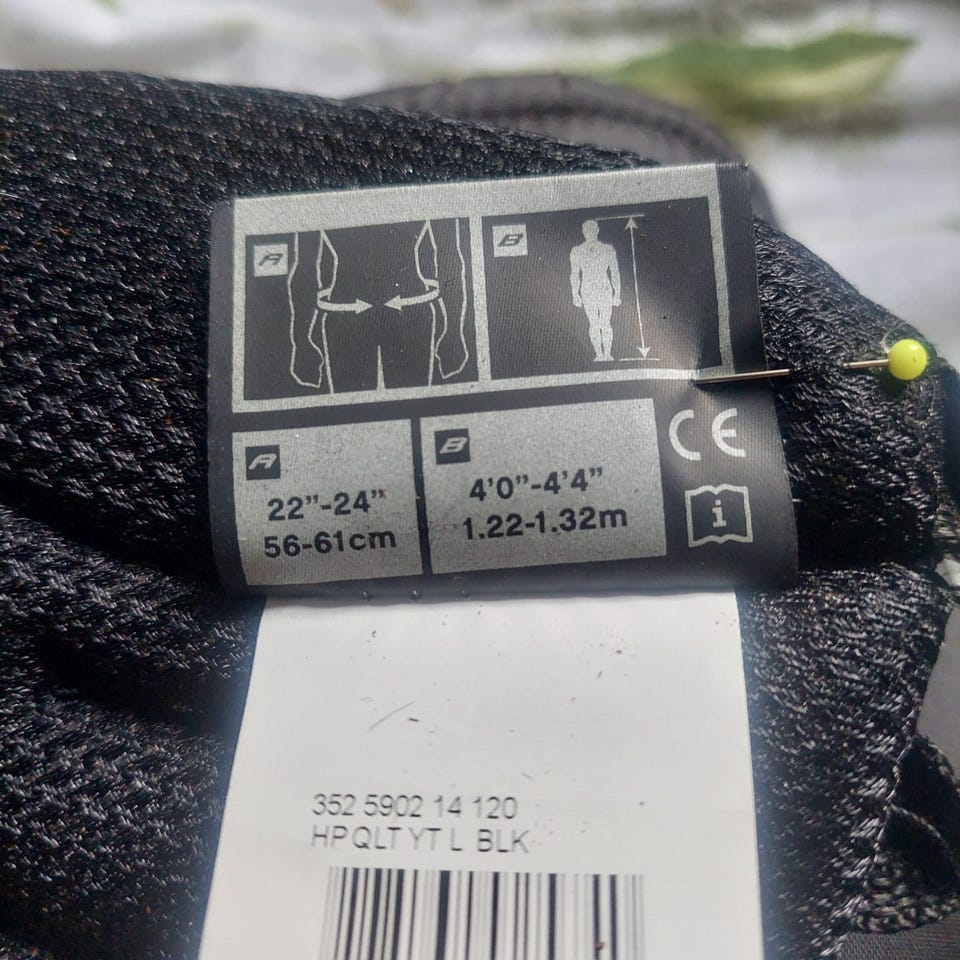 A
B
A
22"-24"
56-61cm
B
4'0"-4'4"
1.22-1.32m
CE
i
352 5902 14 120
HP QLT YT L BLK